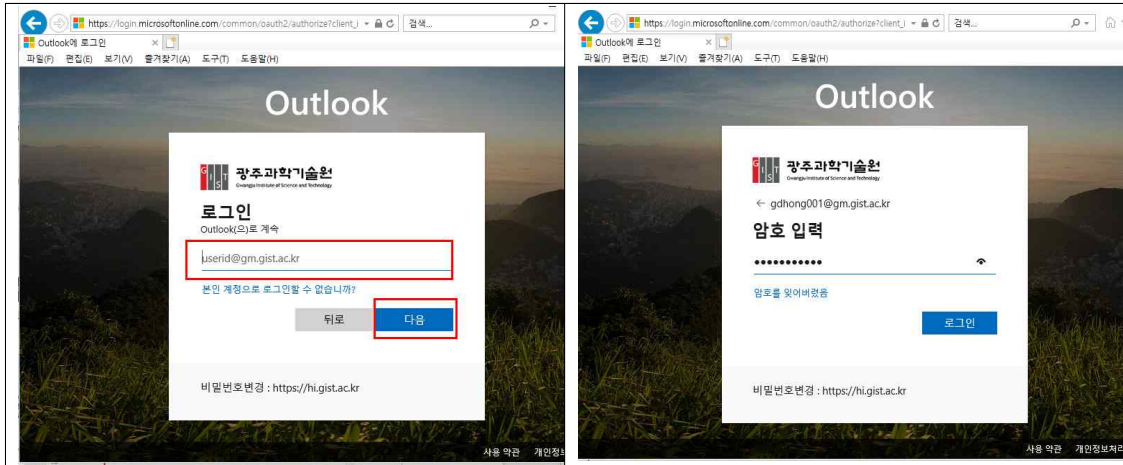 https://login.microsoftonline.com/common/oauth2/authorize?client_i
검색...
Outlook에 로그인
파일(F) 편집(E) 보기(V) 즐겨찾기(A) 도구(T) 도움말(H)
Outlook
GIST 광주과학기술원
Gwangju Institute of Science and Technology
로그인
Outlook(으)로 계속
userid@gm.gist.ac.kr
본인 계정으로 로그인할 수 없습니까?
뒤로 다음
비밀번호변경 : https://hi.gist.ac.kr
사용 약관 개인정보
https://login.microsoftonline.com/common/oauth2/authorize?client_i
검색...
Outlook에 로그인
파일(F) 편집(E) 보기(V) 즐겨찾기(A) 도구(T) 도움말(H)
Outlook
GIST 광주과학기술원
Gwangju Institute of Science and Technology
← gdhong001@gm.gist.ac.kr
암호 입력
•••••••••••
암호를 잊어버렸음
로그인
비밀번호변경 : https://hi.gist.ac.kr
사용 약관 개인정보처리